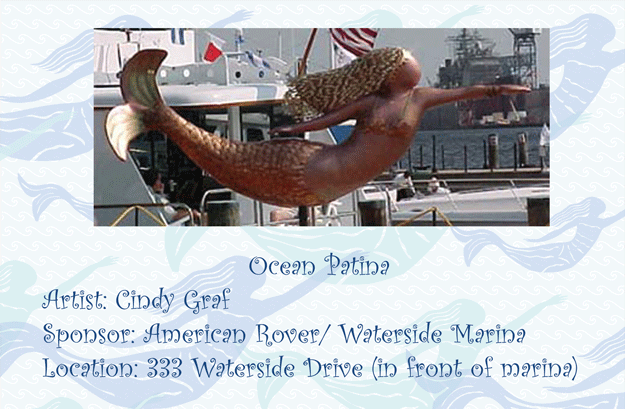 Ocean Patina
Artist: Cindy Graf
Sponsor: American Rover/ Waterside Marina
Location: 333 Waterside Drive (in front of marina)